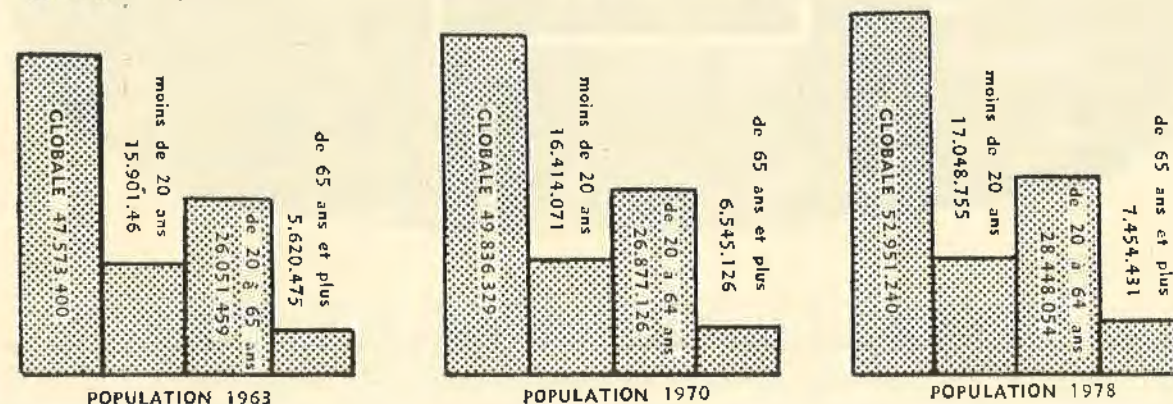 GLOBALE 47.573.400
moins de 20 ans
15.901.46
de 20 à 65 ans
26.051.459
de 65 ans et plus
5.620.475
POPULATION 1963
GLOBALE 49.836.329
moins de 20 ans
16.414.071
de 20 à 64 ans
26.877.126
de 65 ans et plus
6.545.126
POPULATION 1970
GLOBALE 52.951.240
moins de 20 ans
17.048.755
de 20 à 64 ans
28.448.054
de 65 ans et plus
7.454.431
POPULATION 1978